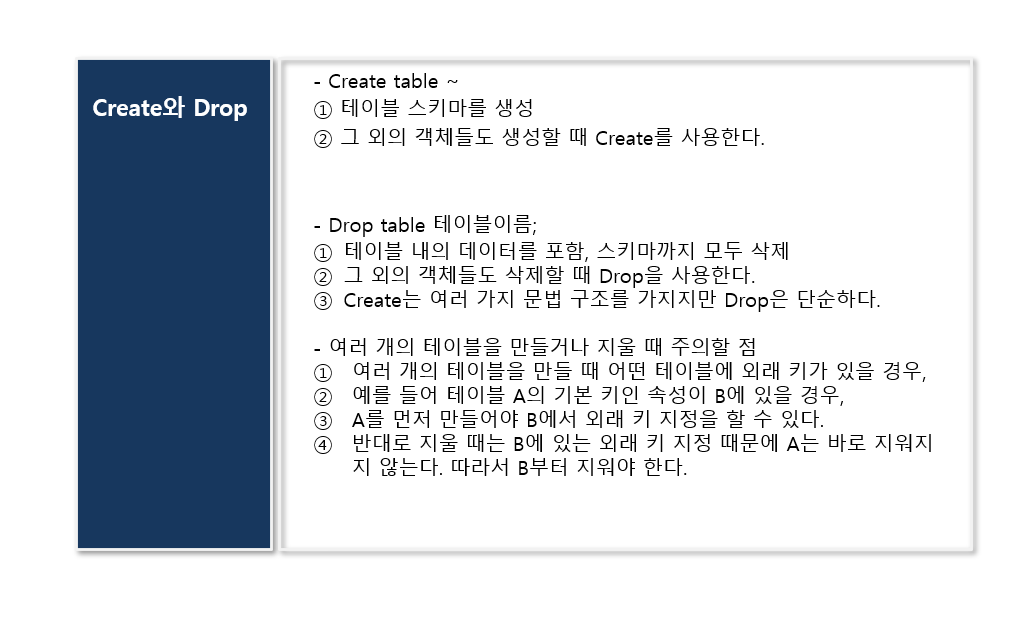 Create와 Drop
- Create table ~
① 테이블 스키마를 생성
② 그 외의 객체들도 생성할 때 Create를 사용한다.
- Drop table 테이블이름;
① 테이블 내의 데이터를 포함, 스키마까지 모두 삭제
② 그 외의 객체들도 삭제할 때 Drop을 사용한다.
③ Create는 여러 가지 문법 구조를 가지지만 Drop은 단순하다.
- 여러 개의 테이블을 만들거나 지울 때 주의할 점
① 여러 개의 테이블을 만들 때 어떤 테이블에 외래 키가 있을 경우,
② 예를 들어 테이블 A의 기본 키인 속성이 B에 있을 경우,
③ A를 먼저 만들어야 B에서 외래 키 지정을 할 수 있다.
④ 반대로 지울 때는 B에 있는 외래 키 지정 때문에 A는 바로 지워지
지 않는다. 따라서 B부터 지워야 한다.